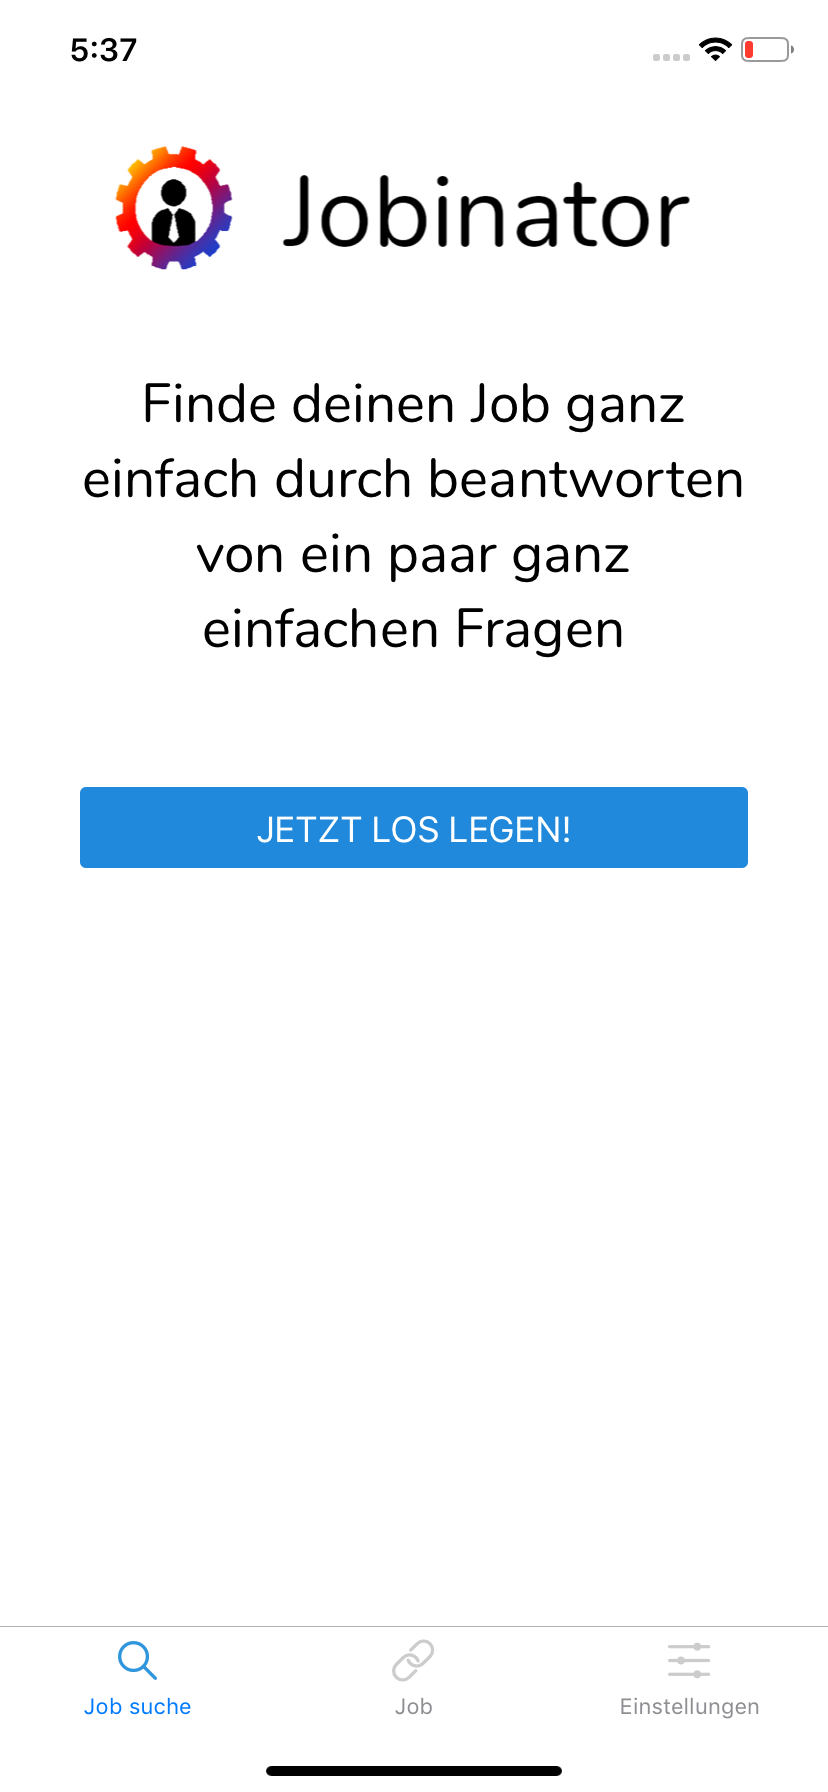 5:37
Jobinator
Finde deinen Job ganz
einfach durch beantworten
von ein paar ganz
einfachen Fragen
JETZT LOS LEGEN!
Job suche
Job
Einstellungen